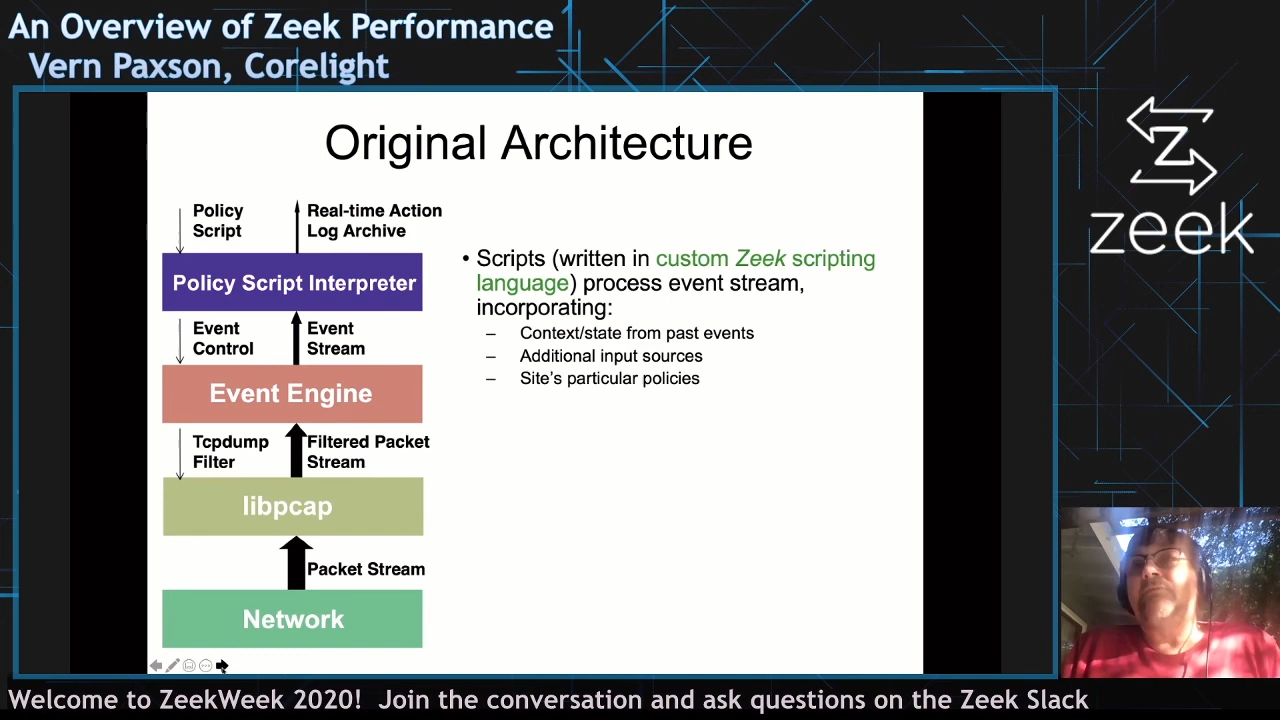 An Overview of Zeek Performance
Vern Paxson, Corelight
Original Architecture
Policy
Script
Real-time Action
Log Archive
Policy Script Interpreter
Event
Control
Event
Stream
Event Engine
Tcpdump
Filter
Filtered Packet
Stream
libpcap
Packet Stream
Network
• Scripts (written in custom Zeek scripting
language) process event stream,
incorporating:
– Context/state from past events
– Additional input sources
– Site's particular policies
Z
zeek
Welcome to ZeekWeek 2020! Join the conversation and ask questions on the Zeek Slack